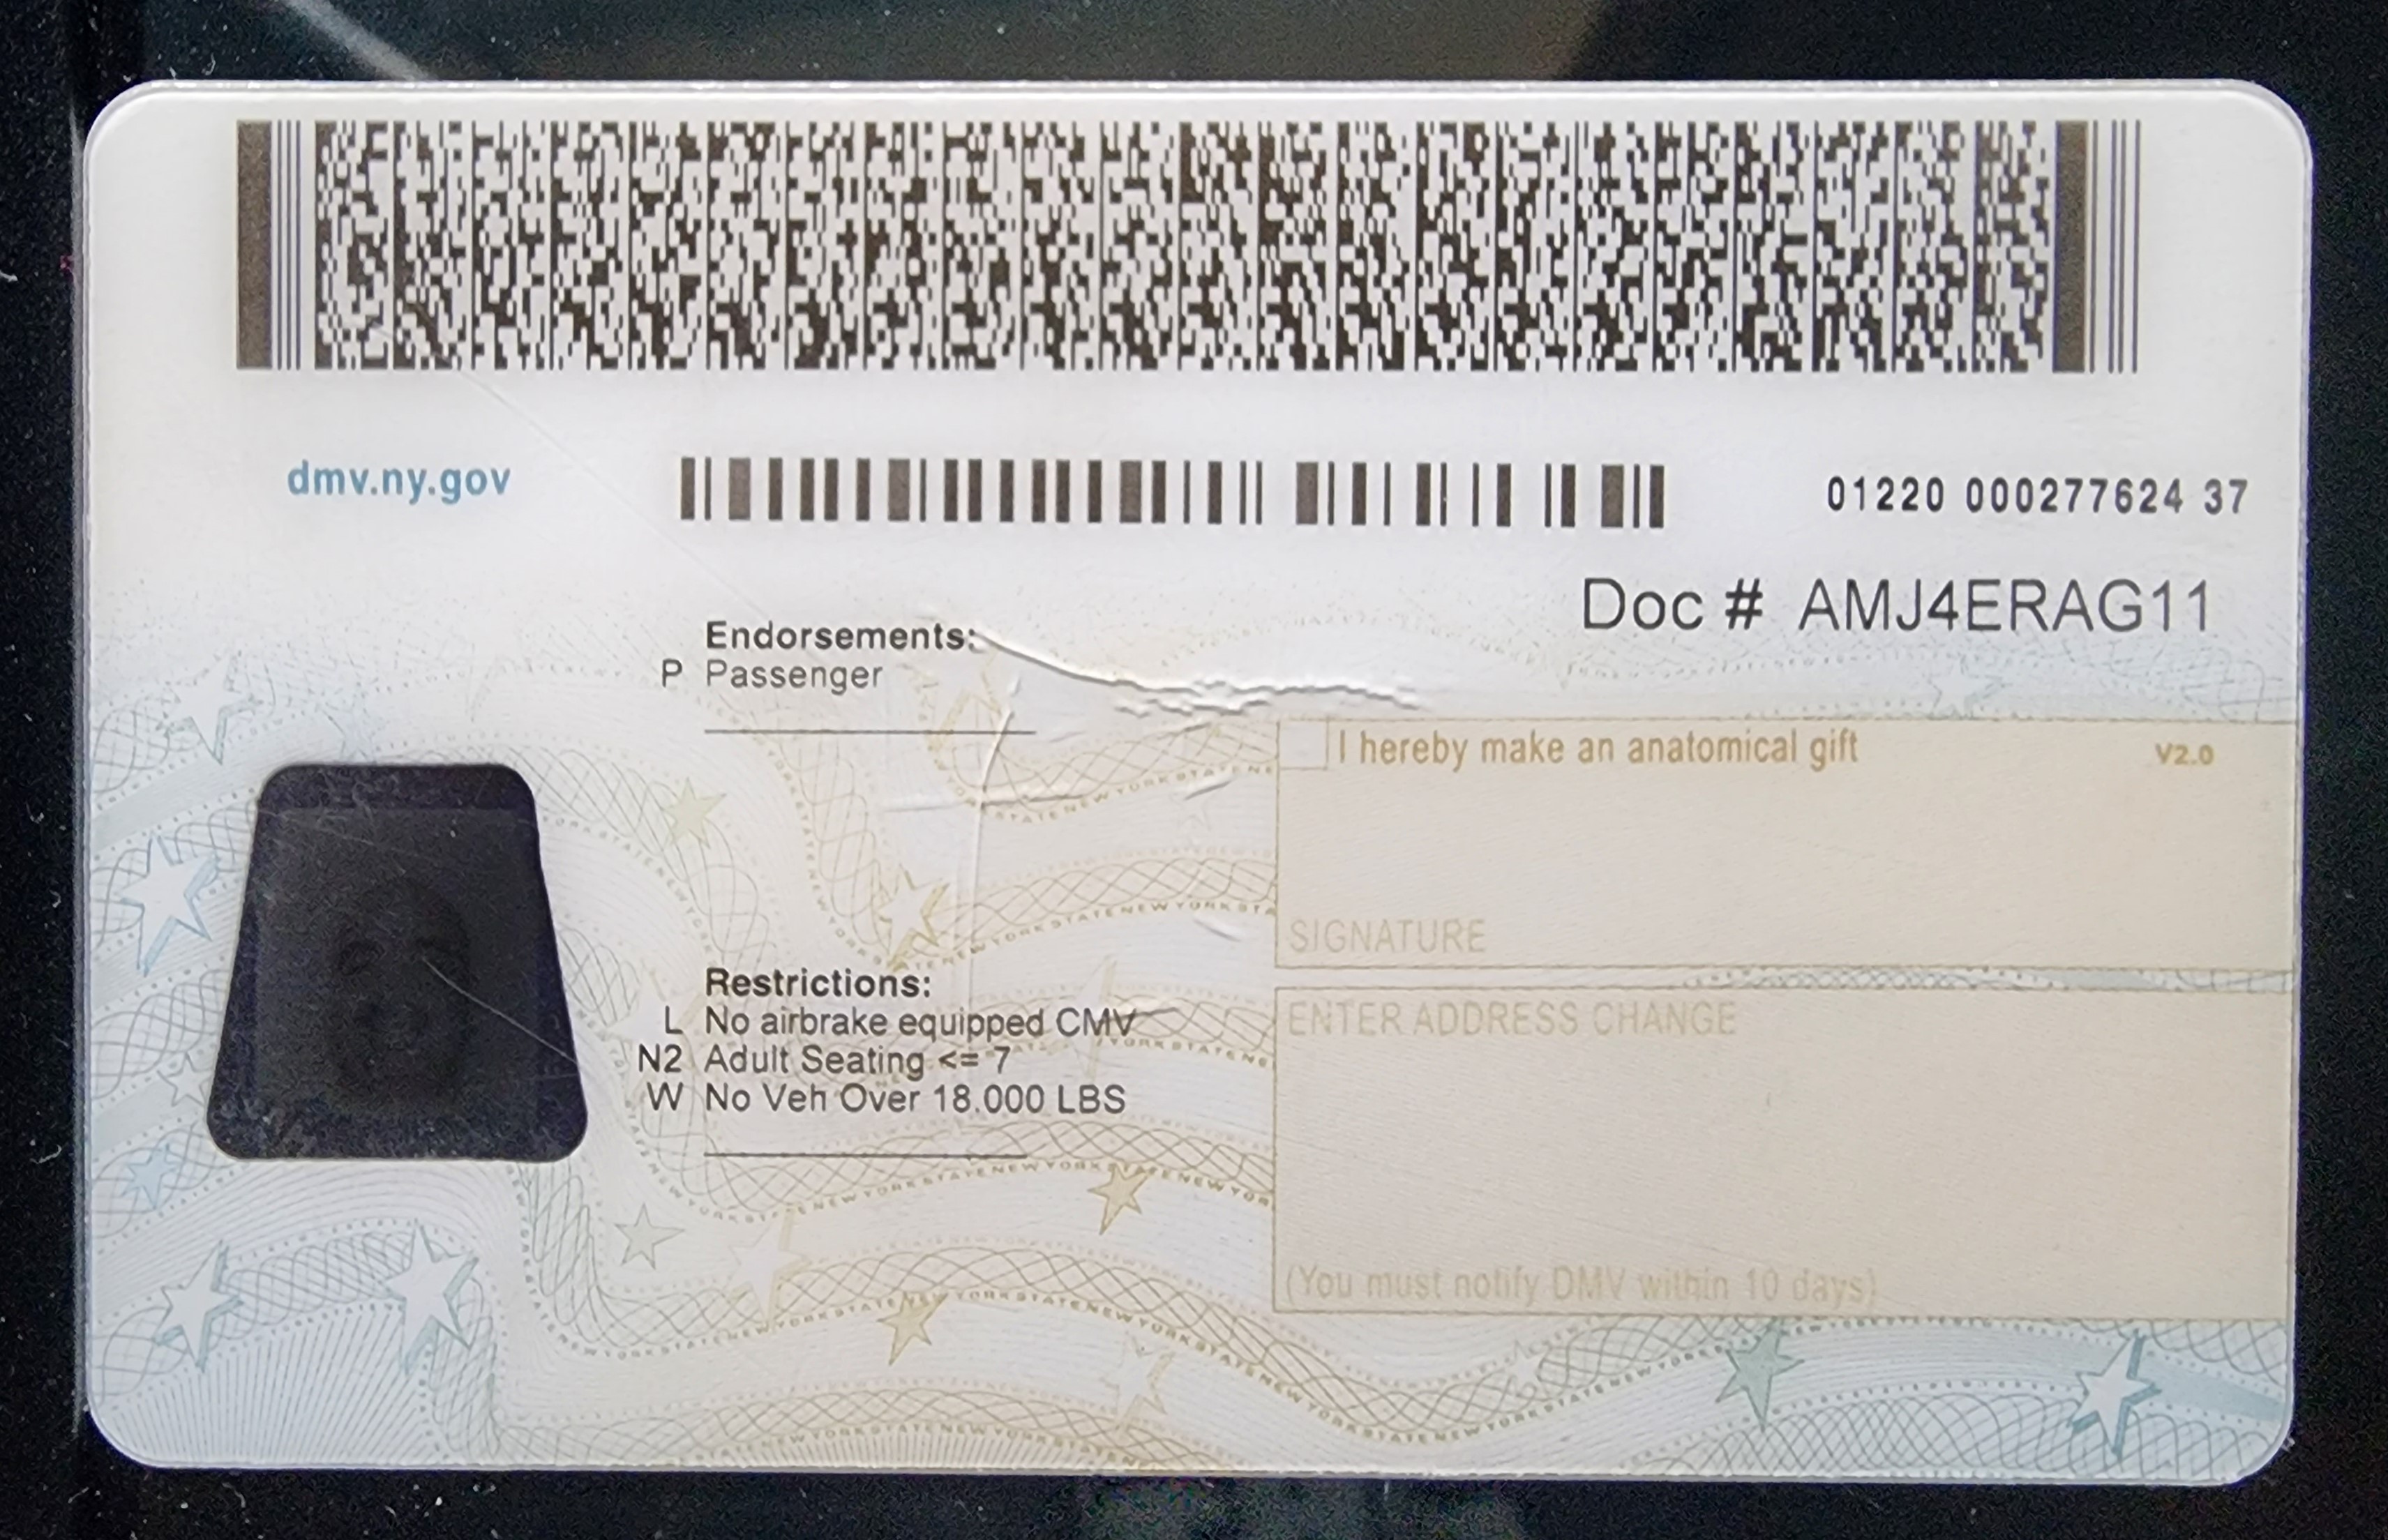 dmv.ny.gov
01220 000277624 37
Doc # AMJ4ERAG11
Endorsements:
P Passenger
I hereby make an anatomical gift
V2.0
SIGNATURE
Restrictions:
L No airbrake equipped CMV
N2 Adult Seating <= 7
W No Veh Over 18.000 LBS
ENTER ADDRESS CHANGE
(You must notify DMV within 10 days)